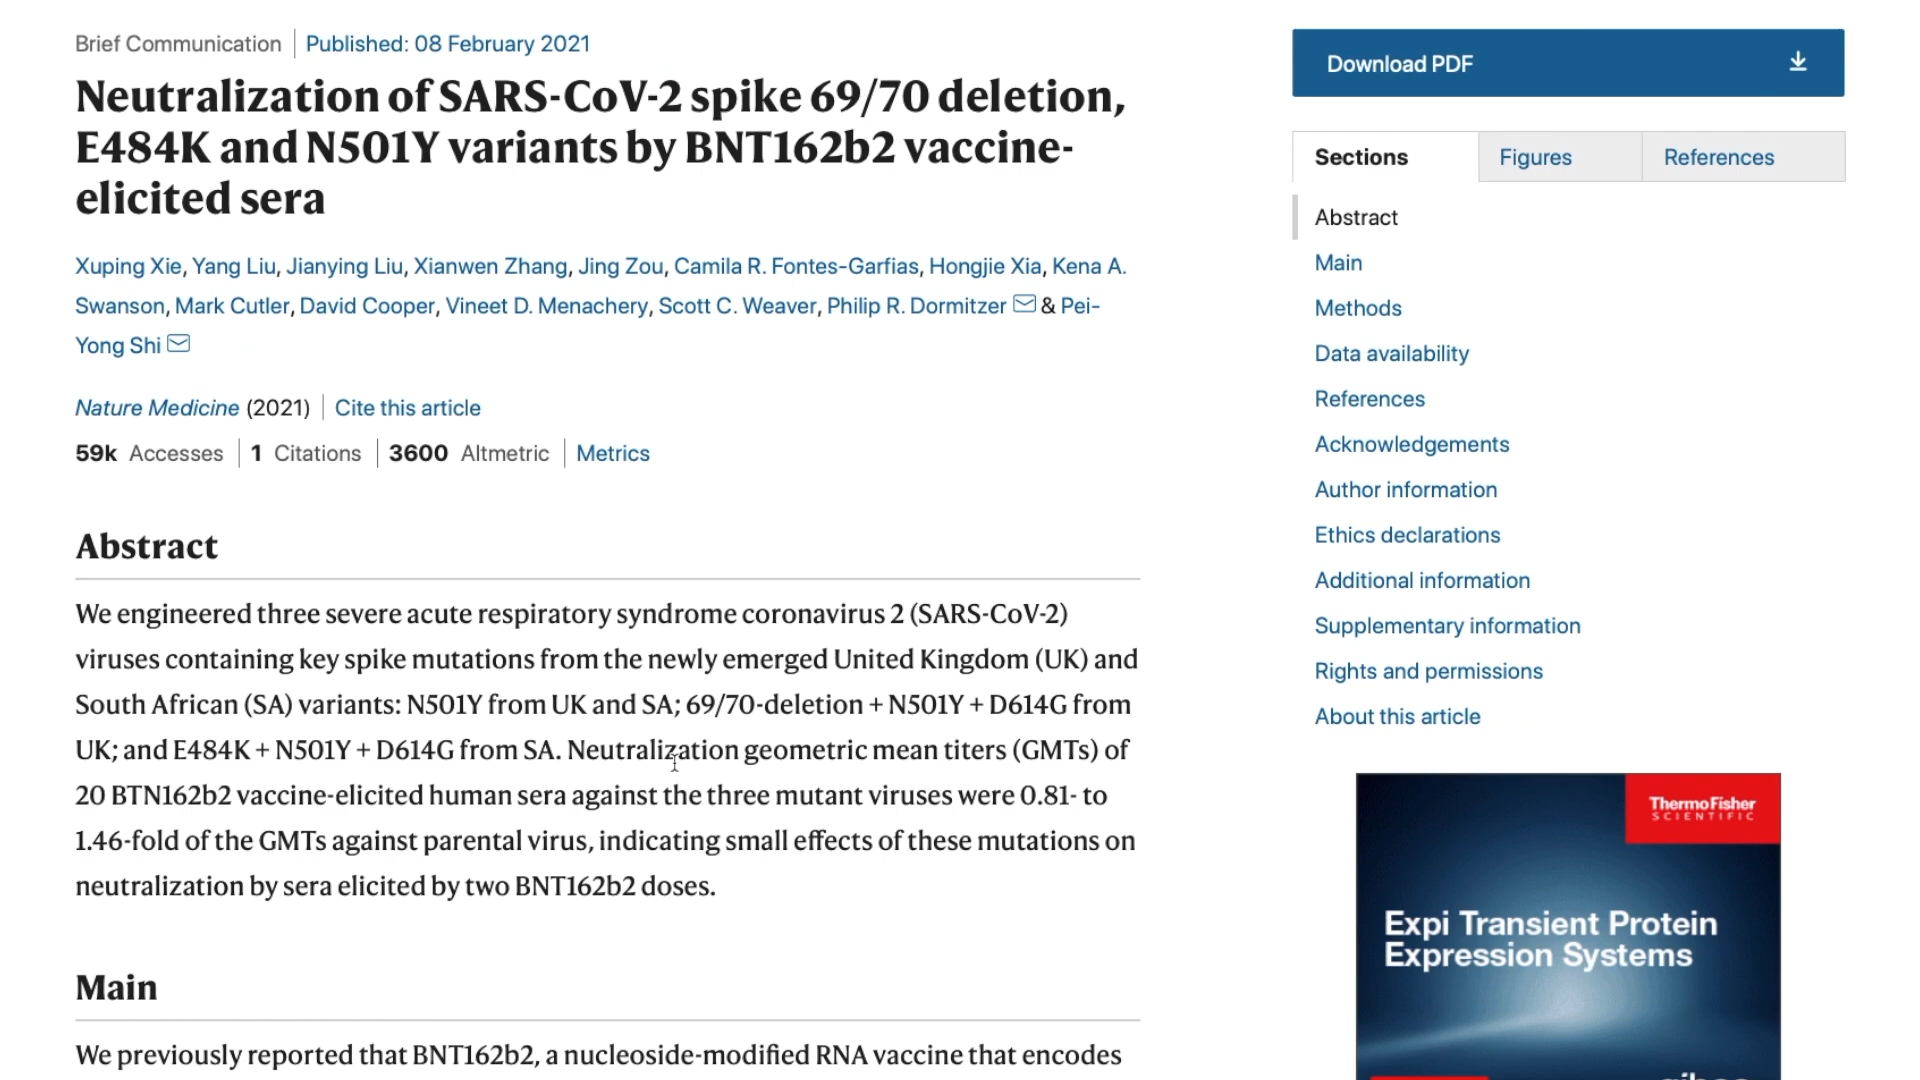 Brief Communication | Published: 08 February 2021
Neutralization of SARS-CoV-2 spike 69/70 deletion,
E484K and N501Y variants by BNT162b2 vaccine-
elicited sera
Xuping Xie, Yang Liu, Jianying Liu, Xianwen Zhang, Jing Zou, Camila R. Fontes-Garfias, Hongjie Xia, Kena A.
Swanson, Mark Cutler, David Cooper, Vineet D. Menachery, Scott C. Weaver, Philip R. Dormitzer & Pei-
Yong Shi
Nature Medicine (2021) | Cite this article
59k Accesses | 1 Citations | 3600 Altmetric | Metrics
Abstract
We engineered three severe acute respiratory syndrome coronavirus 2 (SARS-CoV-2)
viruses containing key spike mutations from the newly emerged United Kingdom (UK) and
South African (SA) variants: N501Y from UK and SA; 69/70-deletion + N501Y + D614G from
UK; and E484K + N501Y + D614G from SA. Neutralization geometric mean titers (GMTs) of
20 BTN162b2 vaccine-elicited human sera against the three mutant viruses were 0.81- to
1.46-fold of the GMTs against parental virus, indicating small effects of these mutations on
neutralization by sera elicited by two BNT162b2 doses.
Main
We previously reported that BNT162b2, a nucleoside-modified RNA vaccine that encodes
Download PDF
Sections
Figures
References
Abstract
Main
Methods
Data availability
References
Acknowledgements
Author information
Ethics declarations
Additional information
Supplementary information
Rights and permissions
About this article
ThermoFisher
SCIENTIFIC
Expi Transient Protein
Expression Systems